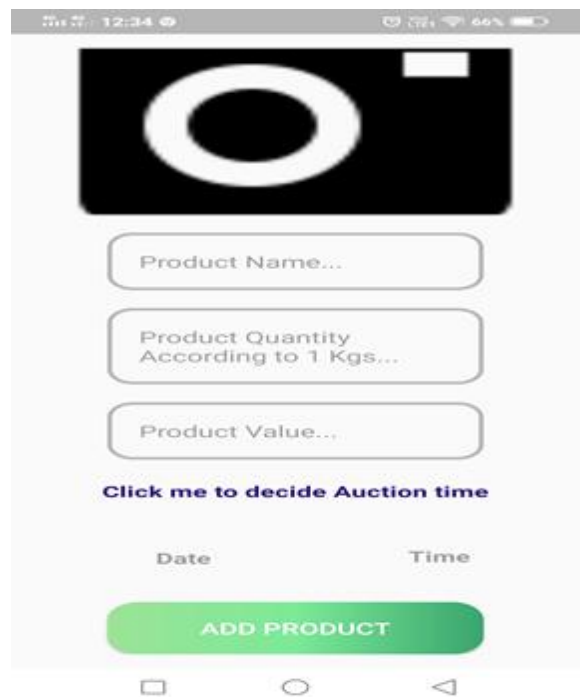 12:34
66%
Product Name...
Product Quantity
According to 1 Kgs...
Product Value...
Click me to decide Auction time
Date
Time
ADD PRODUCT